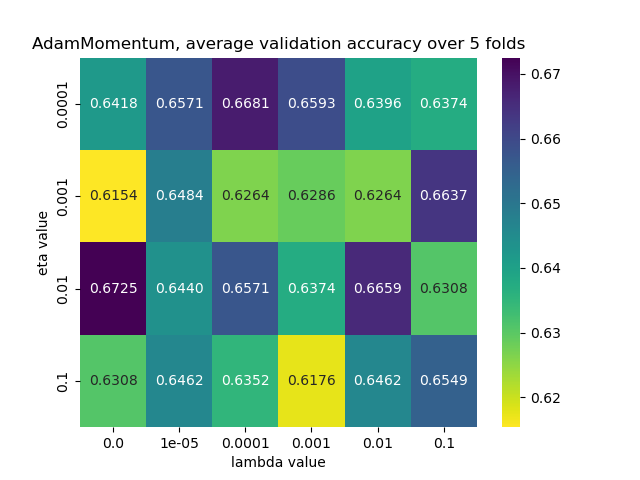 AdamMomentum, average validation accuracy over 5 folds
0.0001 0.6418 0.6571 0.6681 0.6593 0.6396 0.6374
0.001 0.6154 0.6484 0.6264 0.6286 0.6264 0.6637
0.01 0.6725 0.6440 0.6571 0.6374 0.6659 0.6308
0.1 0.6308 0.6462 0.6352 0.6176 0.6462 0.6549
0.0 1e-05 0.0001 0.001 0.01 0.1
lambda value
eta value
0.67
0.66
0.65
0.64
0.63
0.62